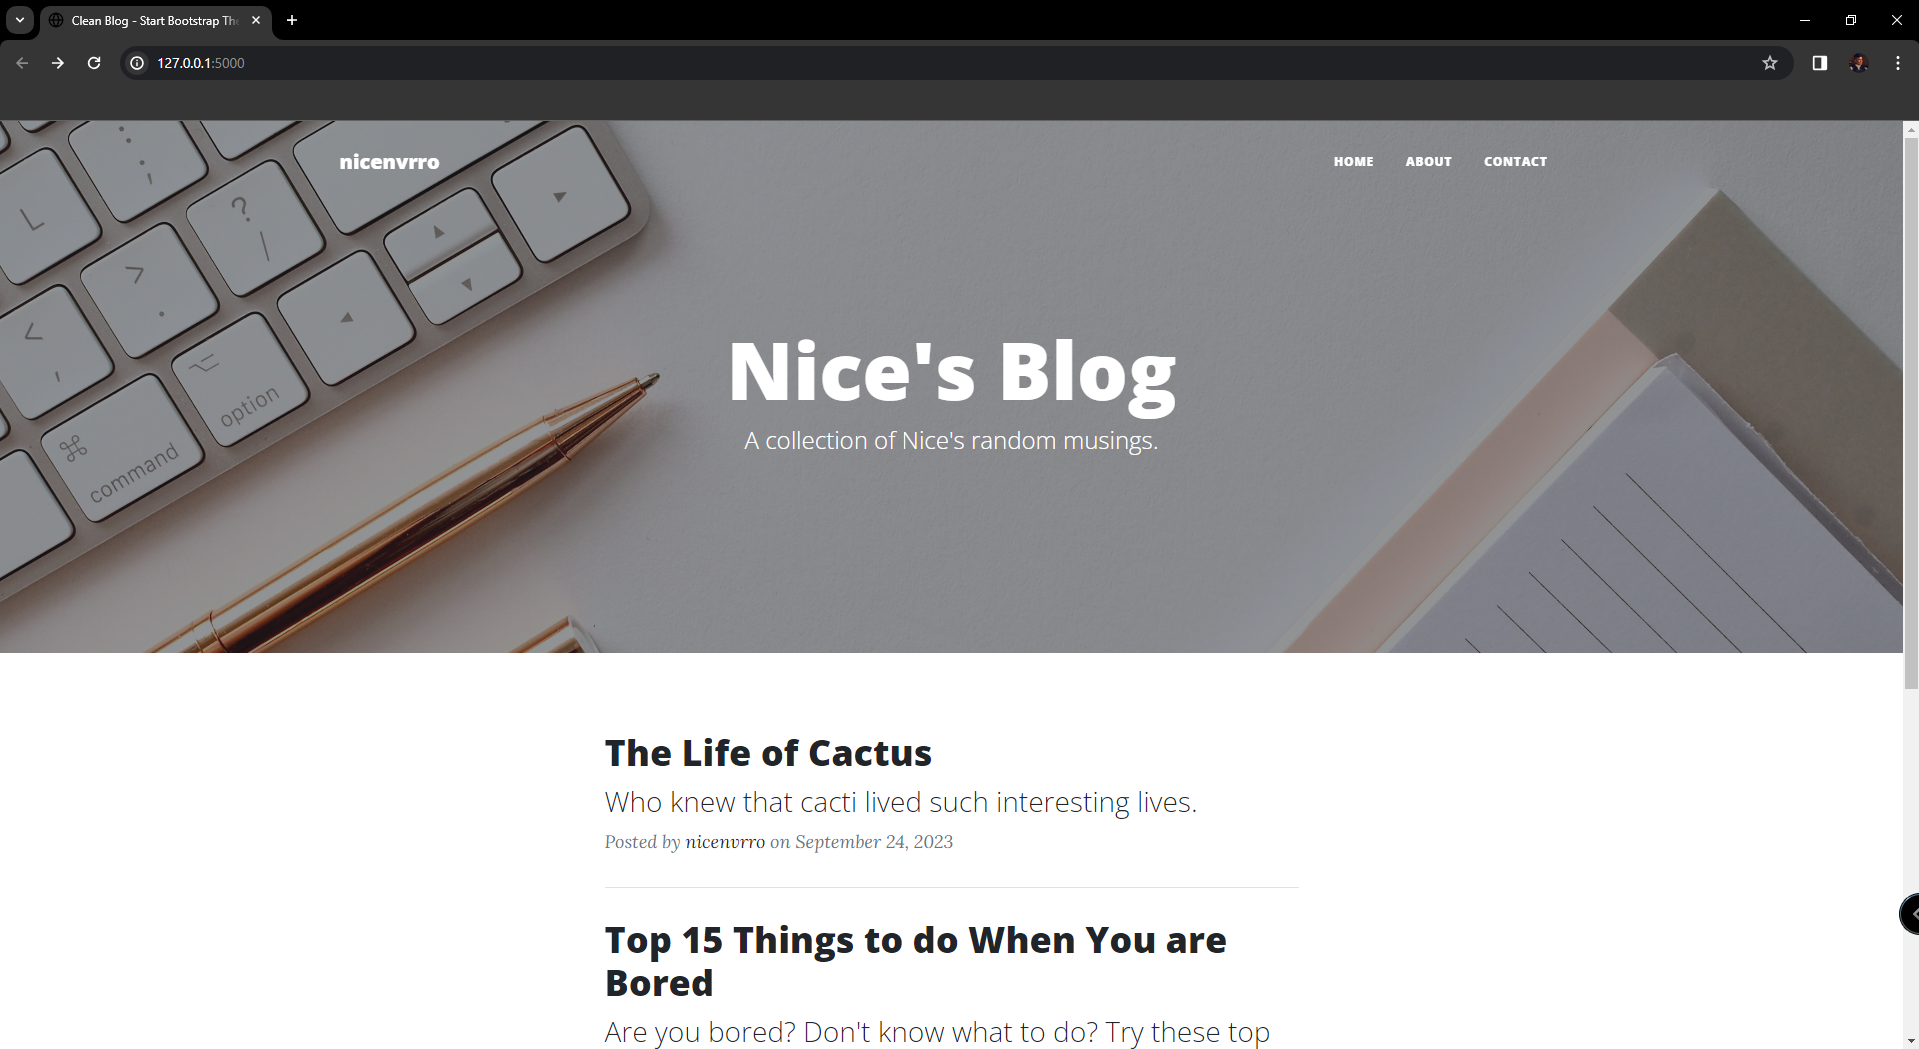 Clean Blog - Start Bootstrap The
127.0.0.1:5000
nicenvrro
HOME ABOUT CONTACT
L
?
/
>
.
<
,
;
option
command
Nice's Blog
A collection of Nice's random musings.
The Life of Cactus
Who knew that cacti lived such interesting lives.
Posted by nicenvrro on September 24, 2023
Top 15 Things to do When You are
Bored
Are you bored? Don't know what to do? Try these top